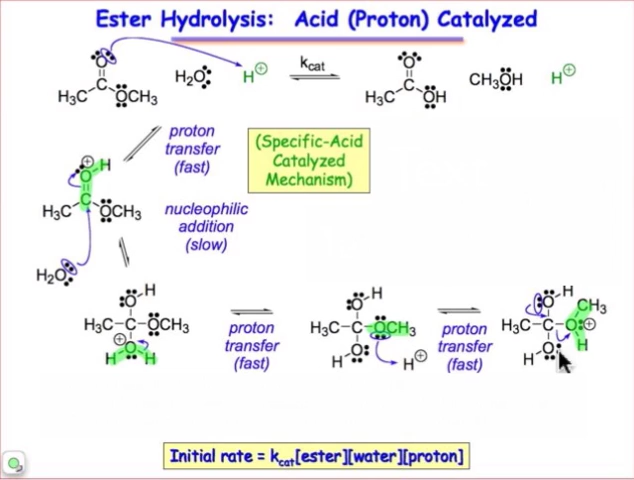 Ester Hydrolysis: Acid (Proton) Catalyzed
O
H3C C OCH3
H2O
H⊕
kcat
O
H3C C OH
CH3OH
H⊕
proton
transfer
(fast)
(Specific-Acid
Catalyzed
Mechanism)
⊕ O H
C
H3C OCH3
nucleophilic
addition
(slow)
H2O
O H
H3C C OCH3
⊕ O
H H
proton
transfer
(fast)
O H
H3C C OCH3
H O
H⊕
proton
transfer
(fast)
O H
CH3
H3C C O ⊕
H O H
Initial rate = kcat[ester][water][proton]